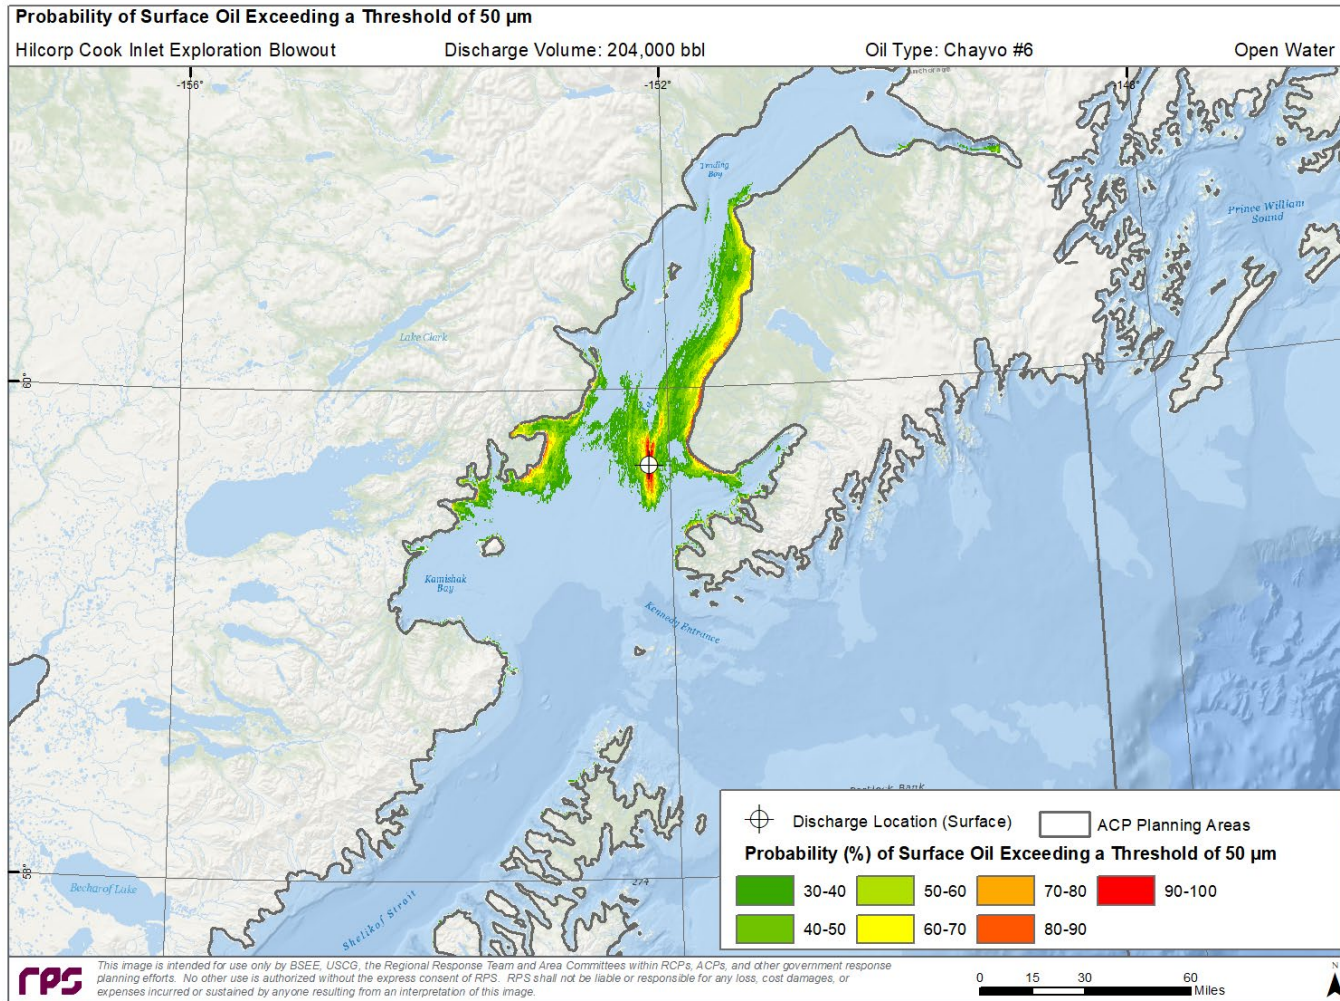 Probability of Surface Oil Exceeding a Threshold of 50 µm
Hilcorp Cook Inlet Exploration Blowout Discharge Volume: 204,000 bbl Oil Type: Chayvo #6 Open Water
-156° -152° -148°
Trading
Bay
Prince William
Sound
Lake Clark
60°
Kamishak
Bay
Kennedy Entrance
58°
Becharof Lake
Shelikof Strait
274
Discharge Location (Surface) ACP Planning Areas
Probability (%) of Surface Oil Exceeding a Threshold of 50 µm
30-40 50-60 70-80 90-100
40-50 60-70 80-90
rps
This image is intended for use only by BSEE, USCG, the Regional Response Team and Area Committees within RCPs, ACPs, and other government response
planning efforts. No other use is authorized without the express consent of RPS. RPS shall not be liable or responsible for any loss, cost damages, or
expenses incurred or sustained by anyone resulting from an interpretation of this image.
0 15 30 60
Miles
N